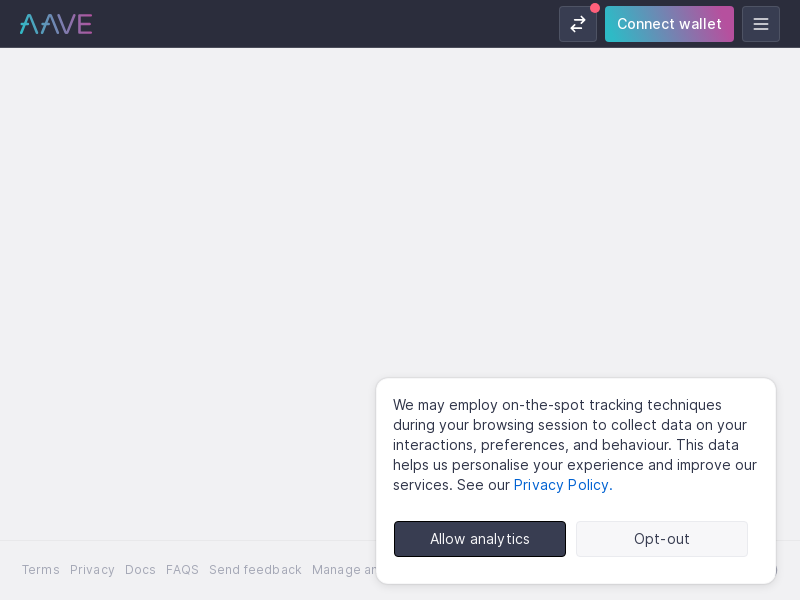 AAVE
Connect wallet
We may employ on-the-spot tracking techniques
during your browsing session to collect data on your
interactions, preferences, and behaviour. This data
helps us personalise your experience and improve our
services. See our Privacy Policy.
Allow analytics
Opt-out
Terms Privacy Docs FAQS Send feedback Manage